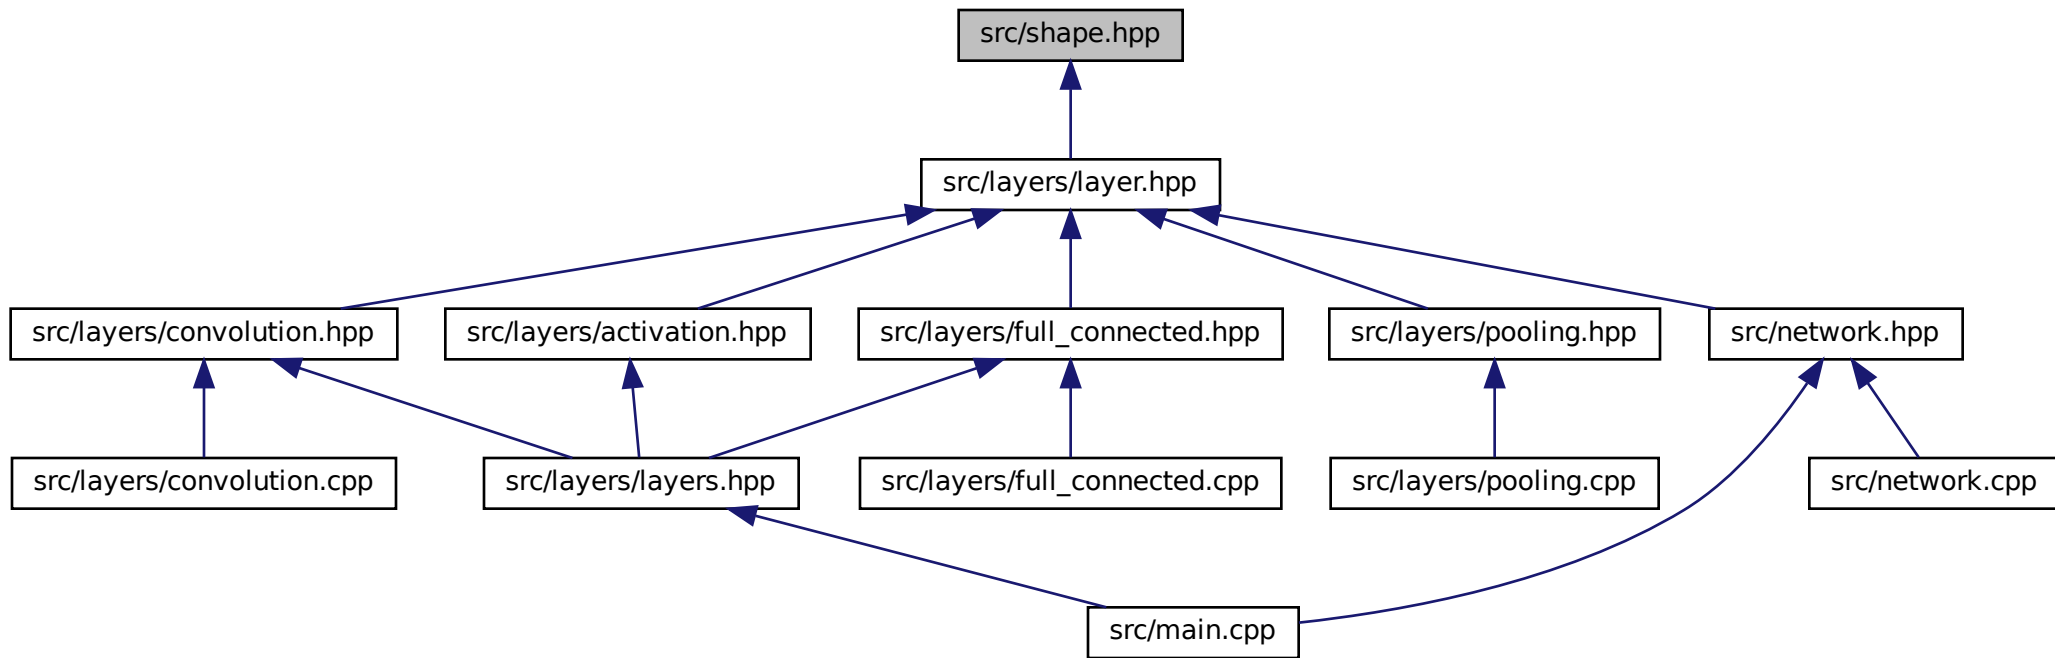 src/shape.hpp
src/layers/layer.hpp
src/layers/convolution.hpp
src/layers/activation.hpp
src/layers/full_connected.hpp
src/layers/pooling.hpp
src/network.hpp
src/layers/convolution.cpp
src/layers/layers.hpp
src/layers/full_connected.cpp
src/layers/pooling.cpp
src/network.cpp
src/main.cpp